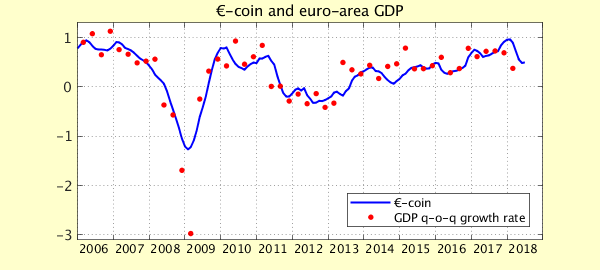 €-coin and euro-area GDP
1
0
−1
−2
−3
€-coin
GDP q-o-q growth rate
2006 2007 2008 2009 2010 2011 2012 2013 2014 2015 2016 2017 2018